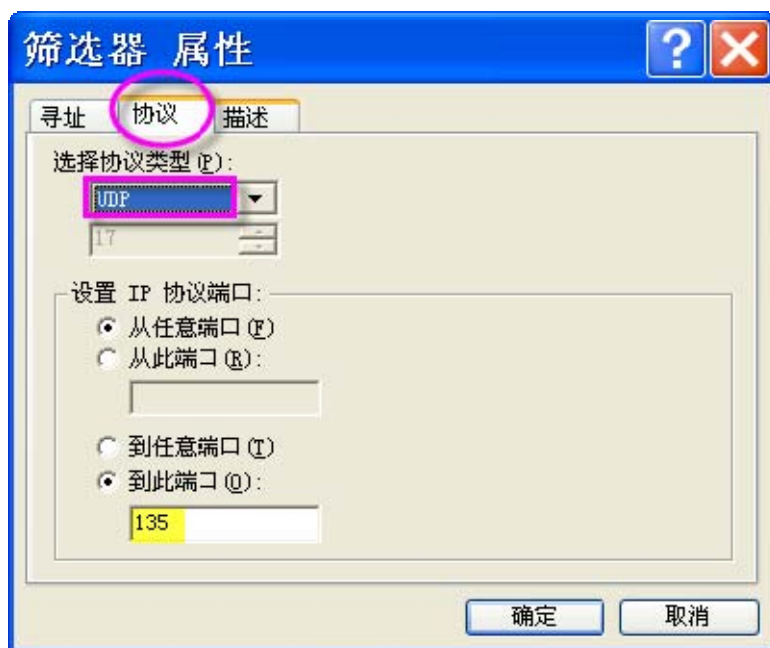 筛选器 属性
寻址 协议 描述
选择协议类型(P):
UDP
17
设置 IP 协议端口:
从任意端口(F)
从此端口(R):
到任意端口(T)
到此端口(O):
135
确定 取消